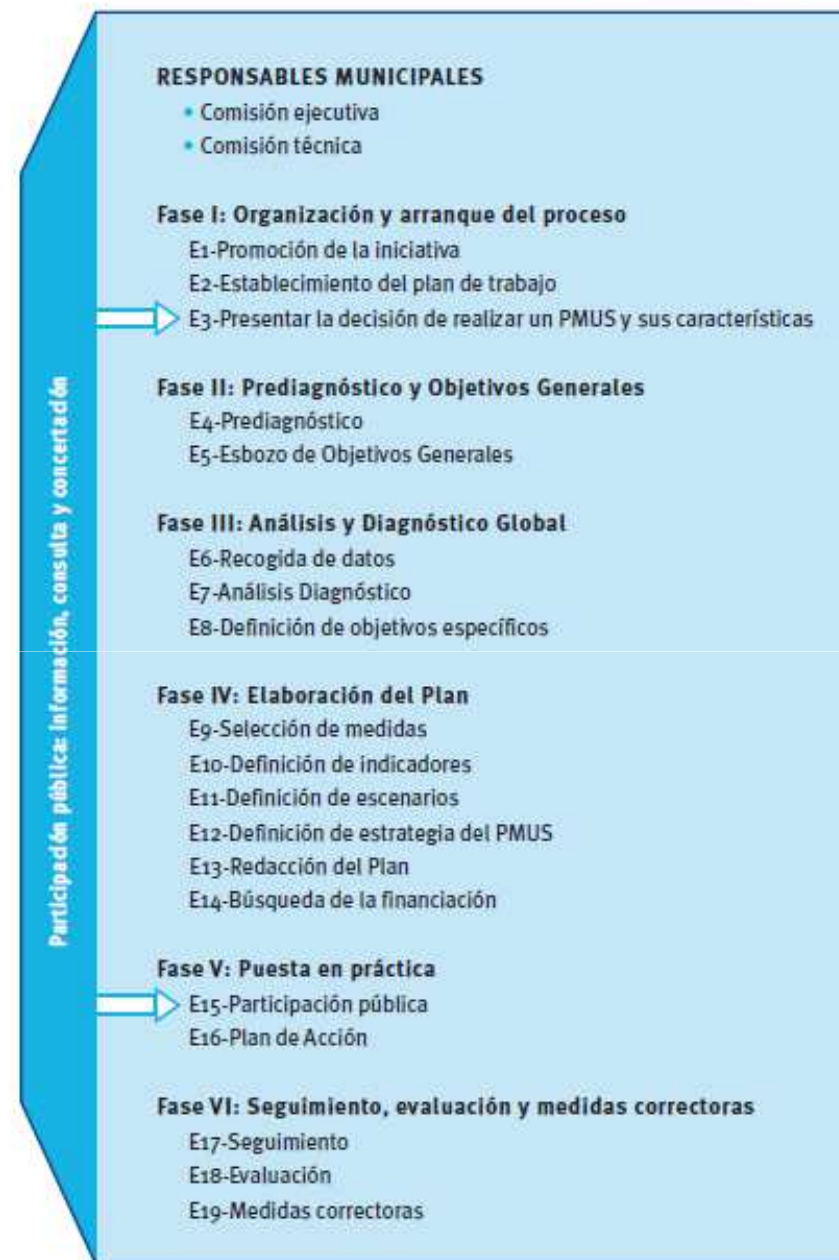 Participación pública: información, consulta y concertación
RESPONSABLES MUNICIPALES
• Comisión ejecutiva
• Comisión técnica
Fase I: Organización y arranque del proceso
E1-Promoción de la iniciativa
E2-Establecimiento del plan de trabajo
E3-Presentar la decisión de realizar un PMUS y sus características
Fase II: Prediagnóstico y Objetivos Generales
E4-Prediagnóstico
E5-Esbozo de Objetivos Generales
Fase III: Análisis y Diagnóstico Global
E6-Recogida de datos
E7-Análisis Diagnóstico
E8-Definición de objetivos específicos
Fase IV: Elaboración del Plan
E9-Selección de medidas
E10-Definición de indicadores
E11-Definición de escenarios
E12-Definición de estrategia del PMUS
E13-Redacción del Plan
E14-Búsqueda de la financiación
Fase V: Puesta en práctica
E15-Participación pública
E16-Plan de Acción
Fase VI: Seguimiento, evaluación y medidas correctoras
E17-Seguimiento
E18-Evaluación
E19-Medidas correctoras